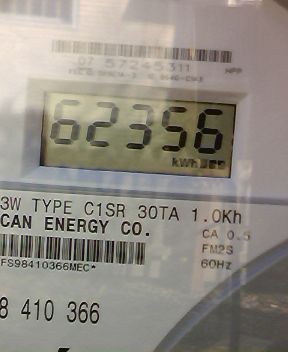 07 57245311
62356
kWh
3W TYPE C1SR 30TA 1.0Kh
CAN ENERGY CO.
CA 0.5
FM2S
60Hz
FS98410366MEC*
8 410 366